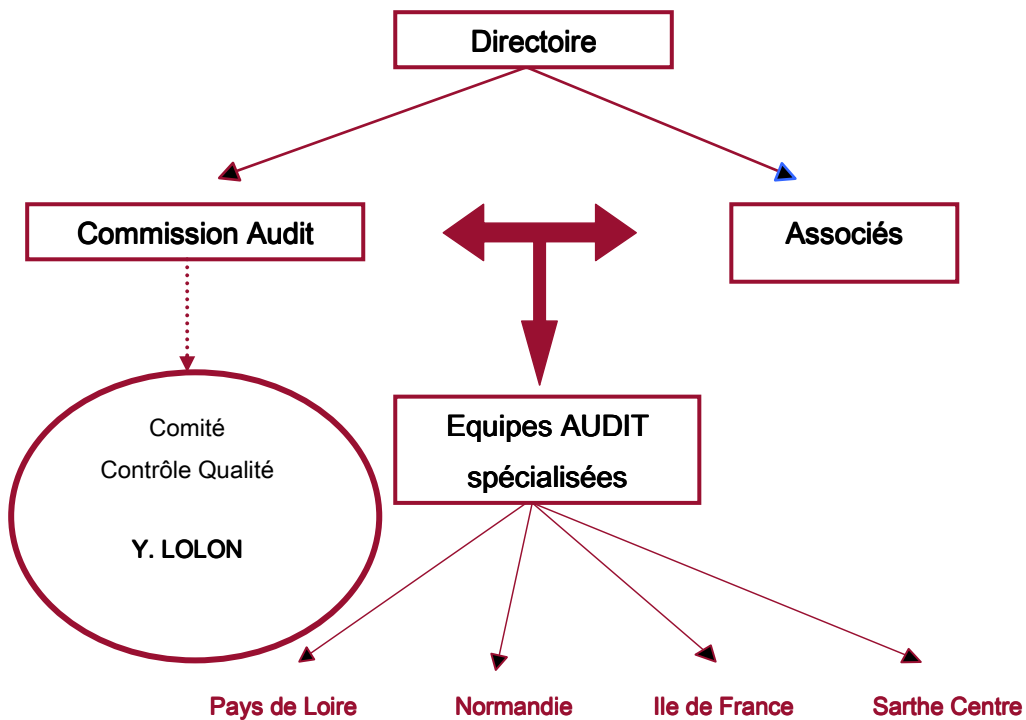 Directoire
Commission Audit
Associés
Comité
Contrôle Qualité
Y. LOLON
Equipes AUDIT
spécialisées
Pays de Loire
Normandie
Ile de France
Sarthe Centre